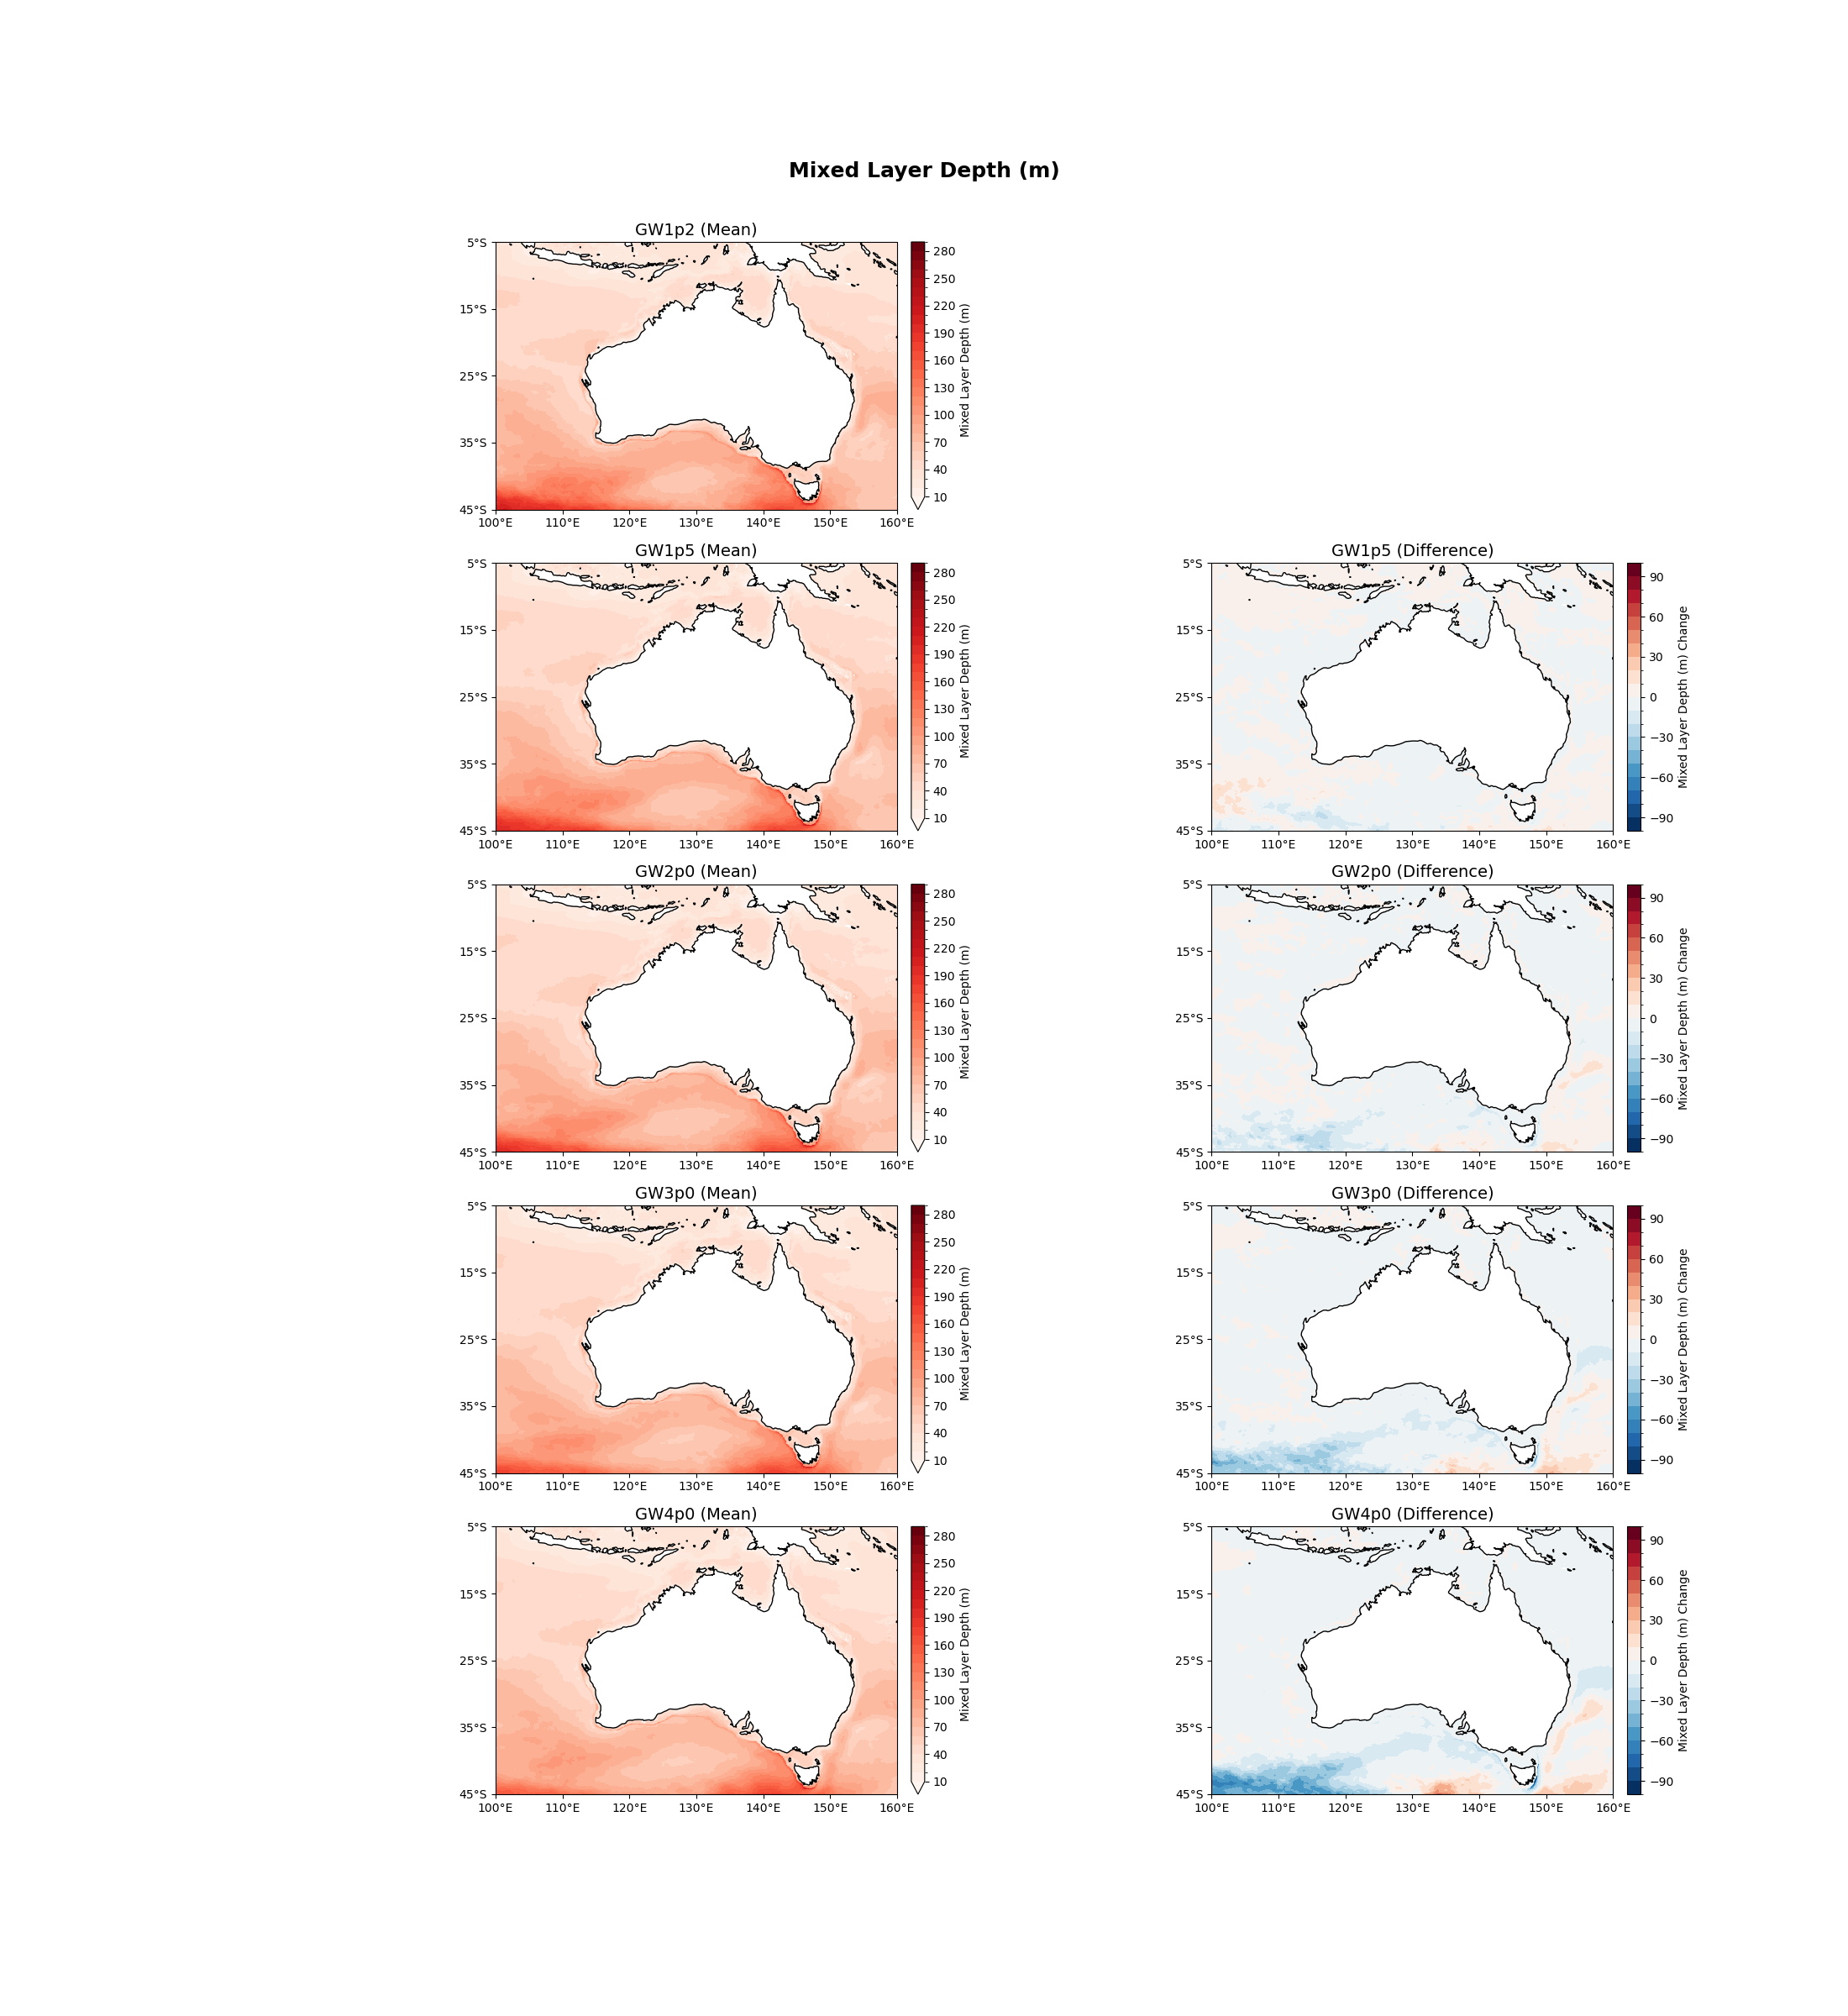 Mixed Layer Depth (m)
GW1p2 (Mean)
5°S
15°S
25°S
35°S
45°S
100°E 110°E 120°E 130°E 140°E 150°E 160°E
280
250
220
190
160
130
100
70
40
10
Mixed Layer Depth (m)
GW1p5 (Mean)
5°S
15°S
25°S
35°S
45°S
100°E 110°E 120°E 130°E 140°E 150°E 160°E
280
250
220
190
160
130
100
70
40
10
Mixed Layer Depth (m)
GW1p5 (Difference)
5°S
15°S
25°S
35°S
45°S
100°E 110°E 120°E 130°E 140°E 150°E 160°E
90
60
30
0
−30
−60
−90
Mixed Layer Depth (m) Change
GW2p0 (Mean)
5°S
15°S
25°S
35°S
45°S
100°E 110°E 120°E 130°E 140°E 150°E 160°E
280
250
220
190
160
130
100
70
40
10
Mixed Layer Depth (m)
GW2p0 (Difference)
5°S
15°S
25°S
35°S
45°S
100°E 110°E 120°E 130°E 140°E 150°E 160°E
90
60
30
0
−30
−60
−90
Mixed Layer Depth (m) Change
GW3p0 (Mean)
5°S
15°S
25°S
35°S
45°S
100°E 110°E 120°E 130°E 140°E 150°E 160°E
280
250
220
190
160
130
100
70
40
10
Mixed Layer Depth (m)
GW3p0 (Difference)
5°S
15°S
25°S
35°S
45°S
100°E 110°E 120°E 130°E 140°E 150°E 160°E
90
60
30
0
−30
−60
−90
Mixed Layer Depth (m) Change
GW4p0 (Mean)
5°S
15°S
25°S
35°S
45°S
100°E 110°E 120°E 130°E 140°E 150°E 160°E
280
250
220
190
160
130
100
70
40
10
Mixed Layer Depth (m)
GW4p0 (Difference)
5°S
15°S
25°S
35°S
45°S
100°E 110°E 120°E 130°E 140°E 150°E 160°E
90
60
30
0
−30
−60
−90
Mixed Layer Depth (m) Change